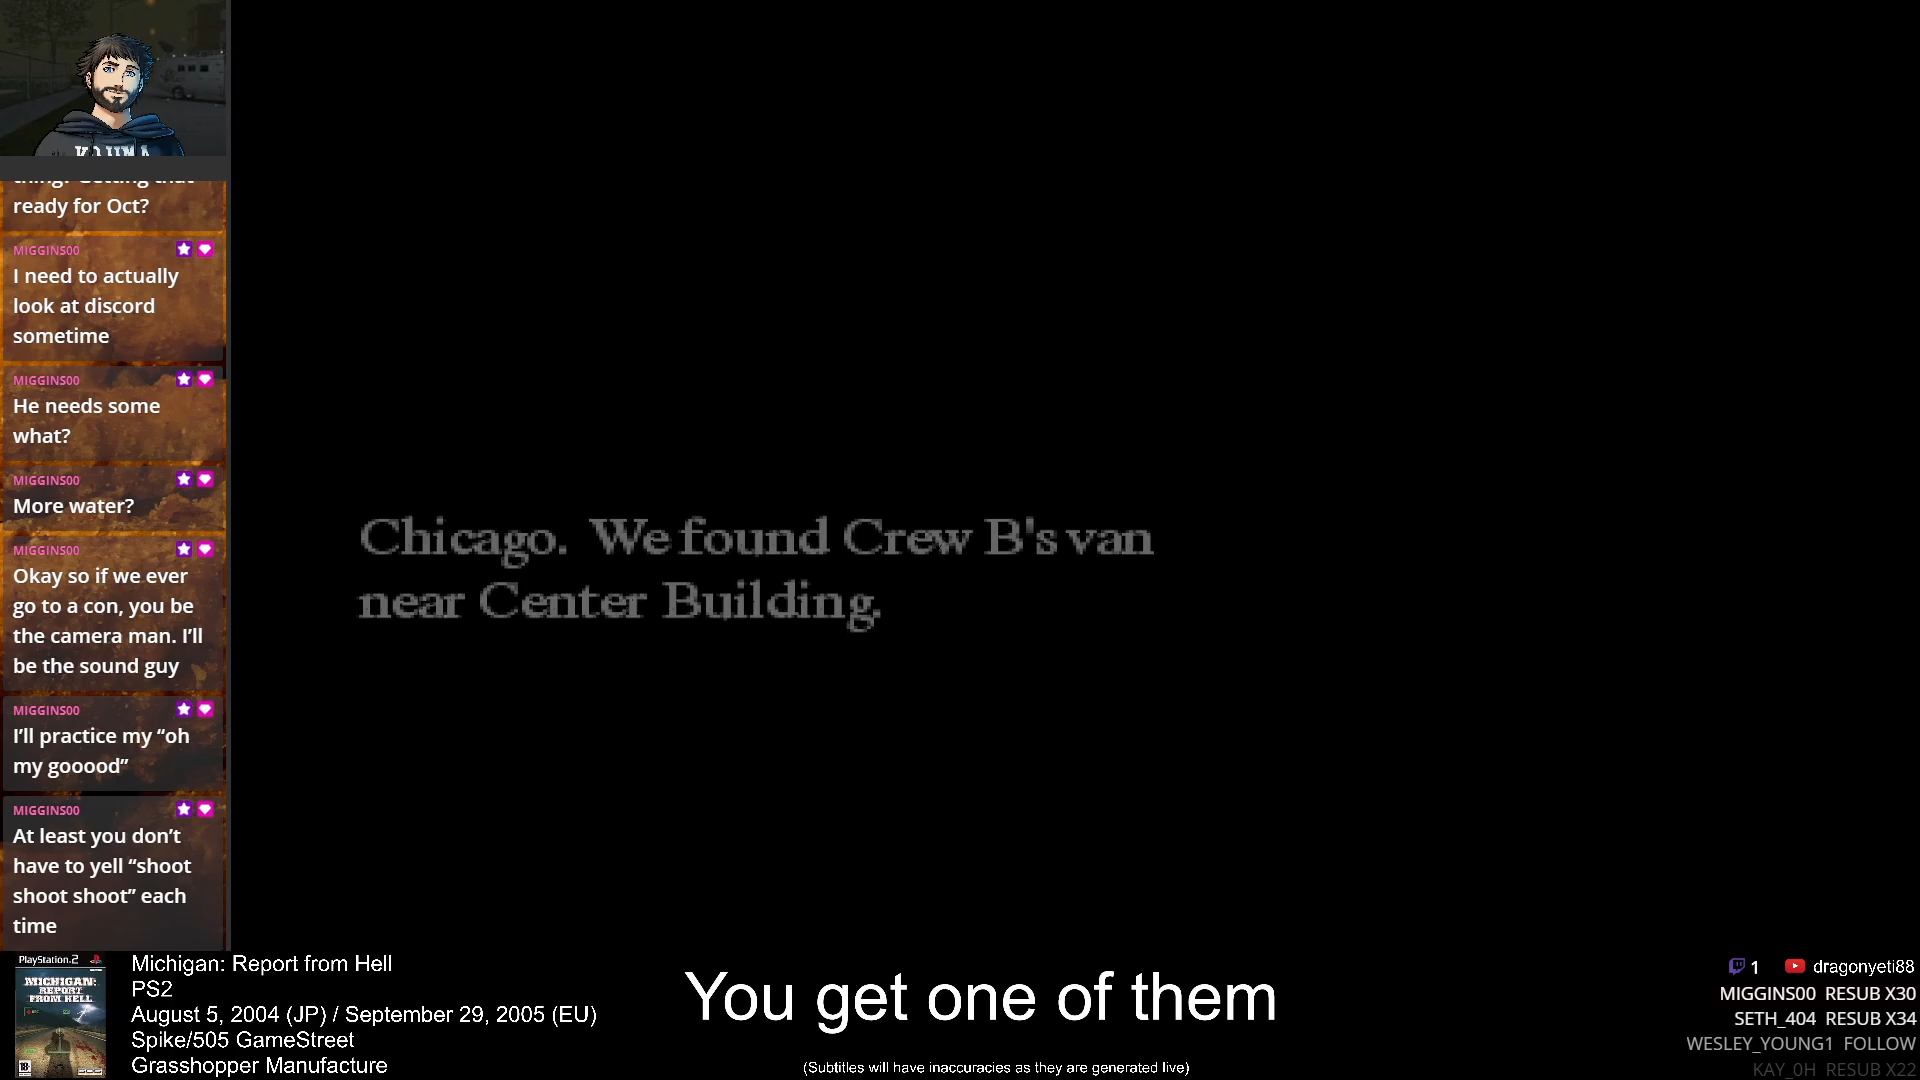 KOJIMA
ready for Oct?
MIGGINS00
I need to actually
look at discord
sometime
MIGGINS00
He needs some
what?
MIGGINS00
More water?
MIGGINS00
Okay so if we ever
go to a con, you be
the camera man. I'll
be the sound guy
MIGGINS00
I'll practice my “oh
my gooood”
MIGGINS00
At least you don't
have to yell “shoot
shoot shoot” each
time
Chicago. We found Crew B's van
near Center Building.
PlayStation.2
MICHIGAN:
REPORT
FROM HELL
18
505
Michigan: Report from Hell
PS2
August 5, 2004 (JP) / September 29, 2005 (EU)
Spike/505 GameStreet
Grasshopper Manufacture
You get one of them
(Subtitles will have inaccuracies as they are generated live)
1 dragonyeti88
MIGGINS00 RESUB X30
SETH_404 RESUB X34
WESLEY_YOUNG1 FOLLOW
KAY_0H RESUB X22